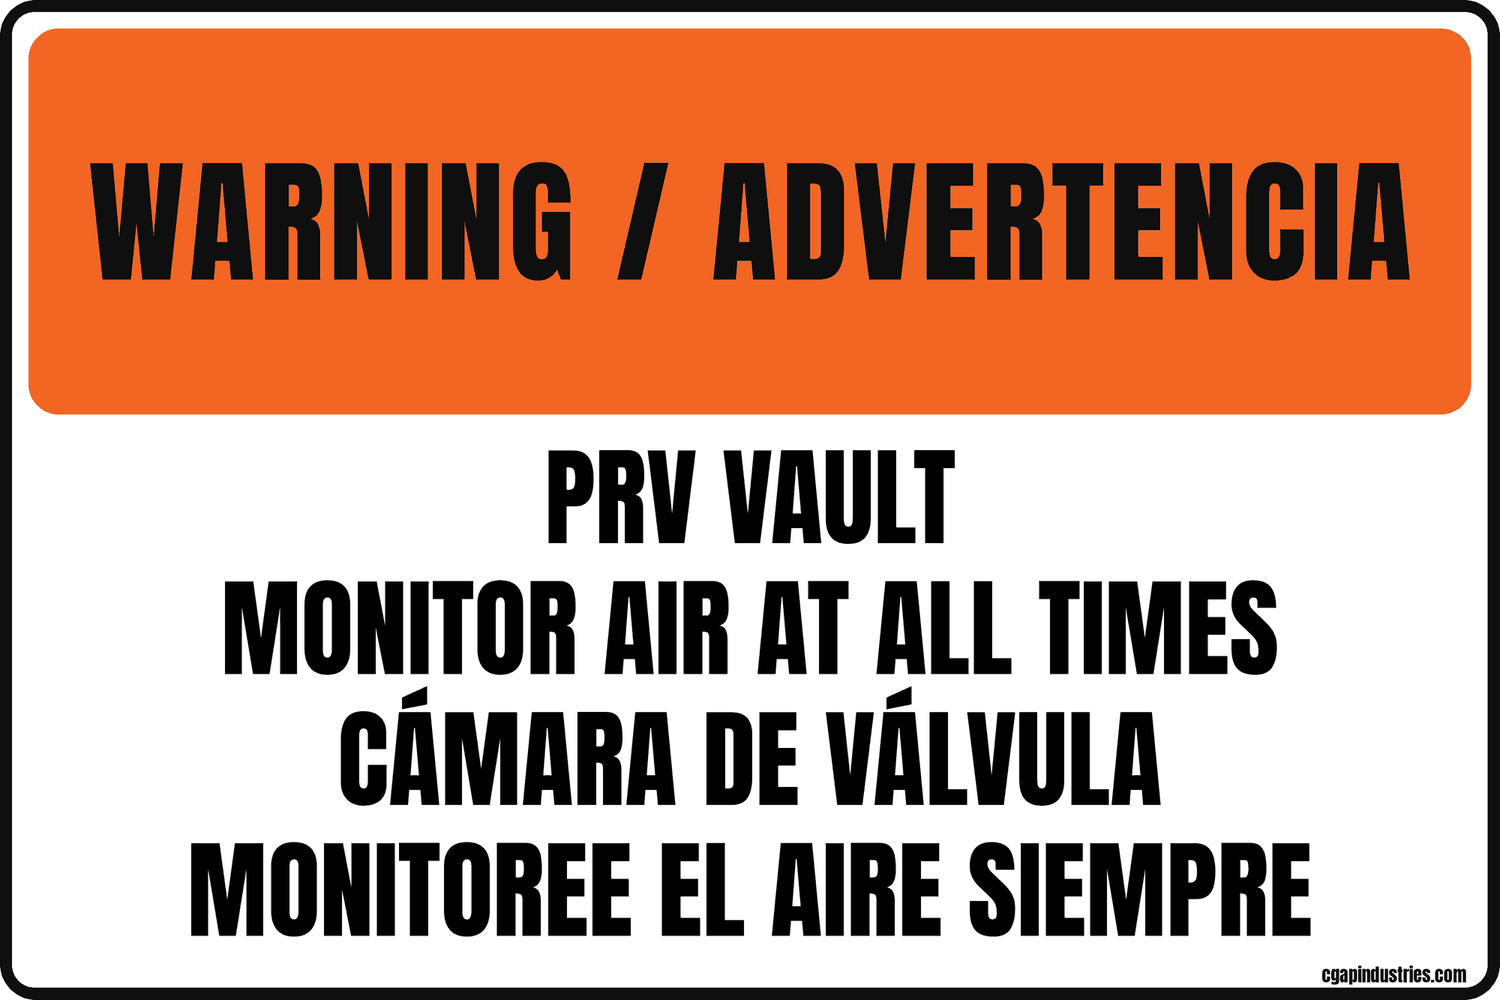 WARNING / ADVERTENCIA
PRV VAULT
MONITOR AIR AT ALL TIMES
CÁMARA DE VÁLVULA
MONITOREE EL AIRE SIEMPRE
cgapindustries.com